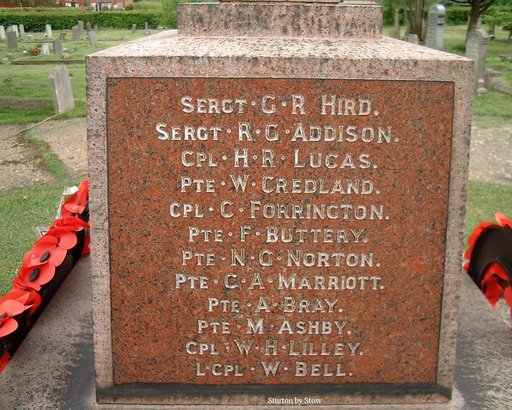 SERGT · G · R HIRD.
SERGT · R · G · ADDISON.
CPL · H · R · LUCAS.
PTE · W · CREDLAND.
CPL · C · FORRINGTON.
PTE · F · BUTTERY.
PTE · N · G · NORTON.
PTE · C · A · MARRIOTT.
PTE · A · BRAY.
PTE · M · ASHBY.
CPL · W · H · LILLEY.
L · CPL · W · BELL.
Sturton by Stow